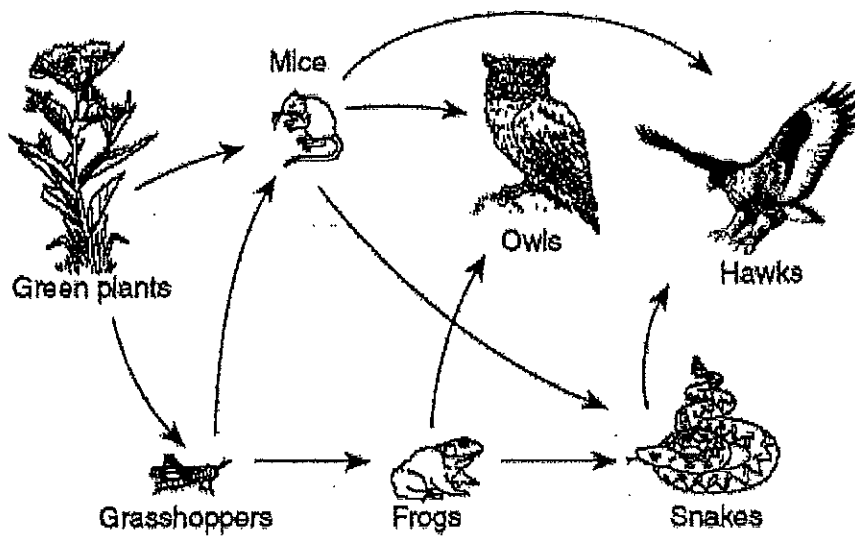 Mice
Owls
Hawks
Green plants
Grasshoppers
Frogs
Snakes